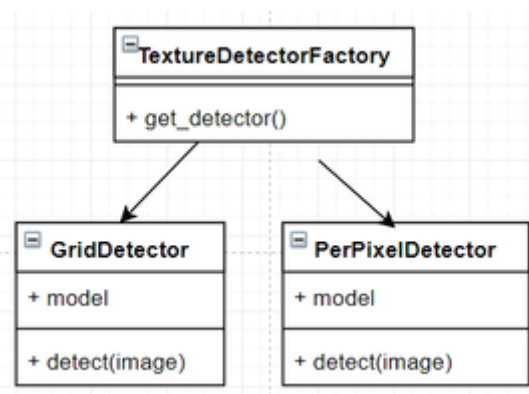 TextureDetectorFactory
+ get_detector()
GridDetector
+ model
+ detect(image)
PerPixelDetector
+ model
+ detect(image)